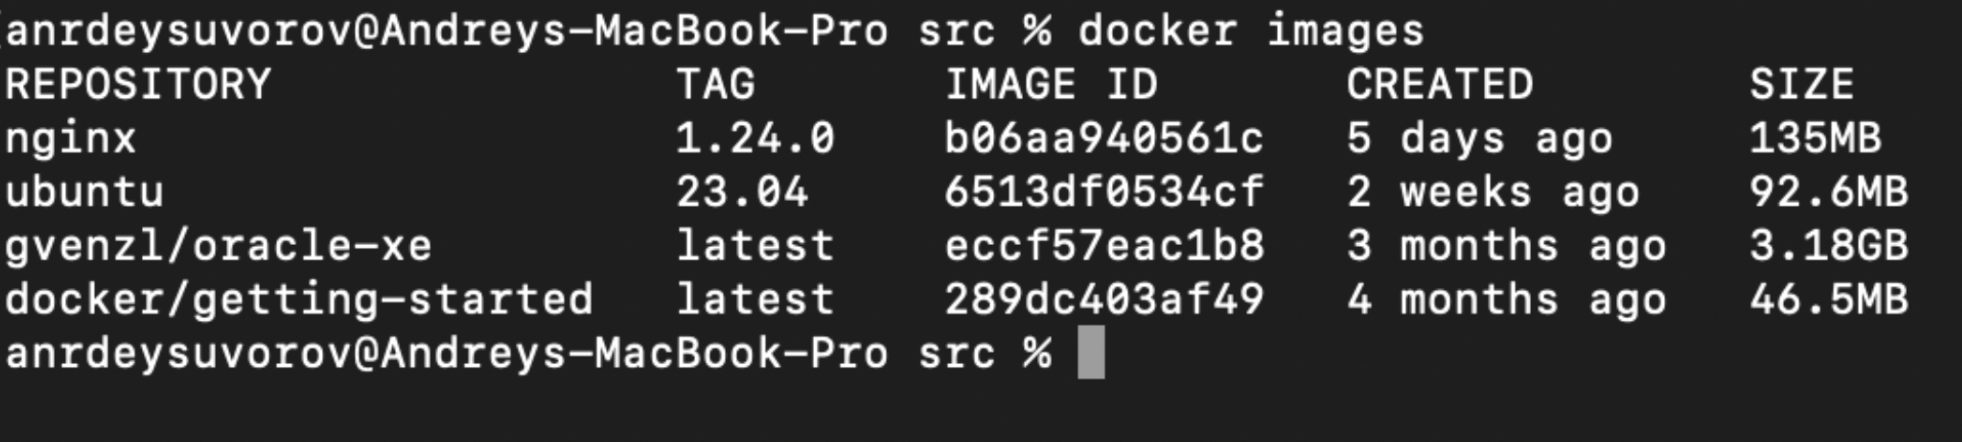 anrdeysuvorov@Andreys-MacBook-Pro src % docker images
REPOSITORY TAG IMAGE ID CREATED SIZE
nginx 1.24.0 b06aa940561c 5 days ago 135MB
ubuntu 23.04 6513df0534cf 2 weeks ago 92.6MB
gvenzl/oracle-xe latest eccf57eac1b8 3 months ago 3.18GB
docker/getting-started latest 289dc403af49 4 months ago 46.5MB
anrdeysuvorov@Andreys-MacBook-Pro src %